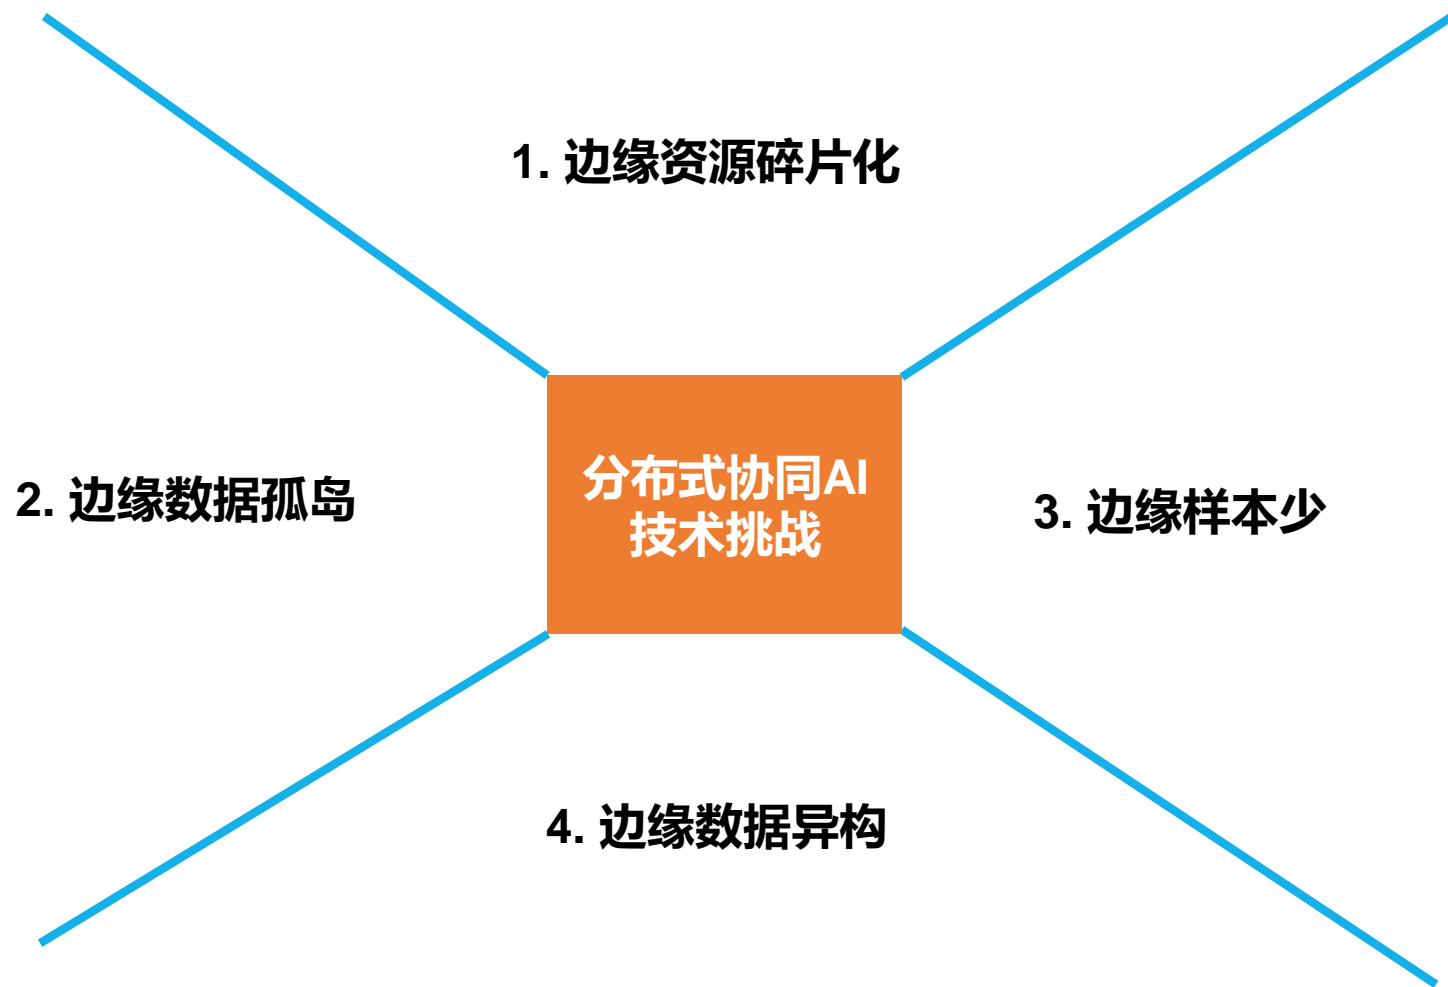 1. 边缘资源碎片化
2. 边缘数据孤岛
分布式协同AI
技术挑战
3. 边缘样本少
4. 边缘数据异构